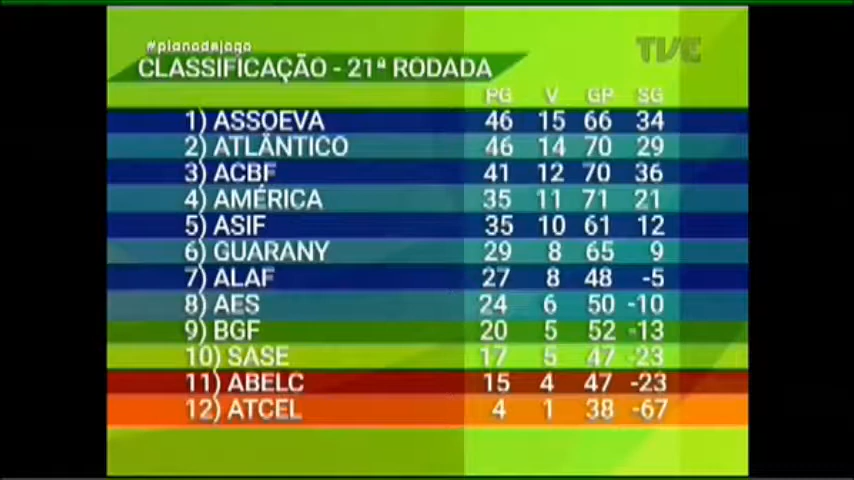 #planodejogo
TVE
CLASSIFICAÇÃO - 21ª RODADA
PG V GP SG
1) ASSOEVA 46 15 66 34
2) ATLÂNTICO 46 14 70 29
3) ACBF 41 12 70 36
4) AMÉRICA 35 11 71 21
5) ASIF 35 10 61 12
6) GUARANY 29 8 65 9
7) ALAF 27 8 48 -5
8) AES 24 6 50 -10
9) BGF 20 5 52 -13
10) SASE 17 5 47 -23
11) ABELC 15 4 47 -23
12) ATCEL 4 1 38 -67